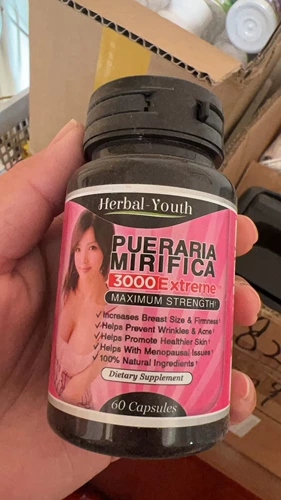 Herbal-Youth
PUERARIA
MIRIFICA
3000 Extreme
MAXIMUM STRENGTH†
✓Increases Breast Size & Firmness†
✓Helps Prevent Wrinkles & Acne†
✓Helps Promote Healthier Skin†
✓Helps With Menopausal Issues†
✓100% Natural Ingredients†
Dietary Supplement
60 Capsules